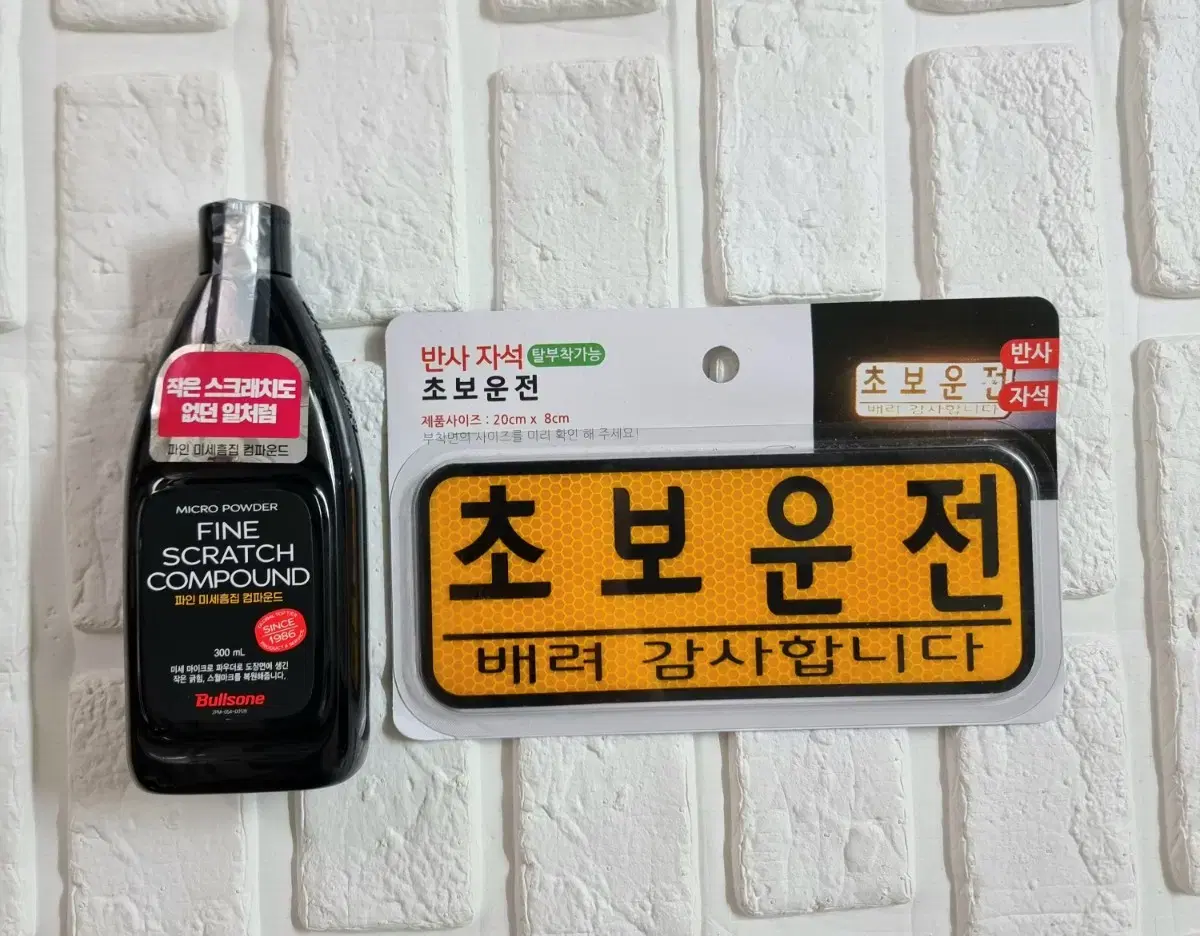 작은 스크래치도
없던 일처럼
파인 미세흠집 컴파운드
MICRO POWDER
FINE
SCRATCH
COMPOUND
파인 미세흠집 컴파운드
SINCE
1986
300 mL
미세 마이크로 파우더로 도장면에 생긴
작은 긁힘, 스월마크를 복원해줍니다.
Bullsone
반사 자석 탈부착가능
초보운전
제품사이즈 : 20cm x 8cm
부착면의 사이즈를 미리 확인 해 주세요!
초보운전
배려 감사합니다
반사
자석
초보운전
배려 감사합니다